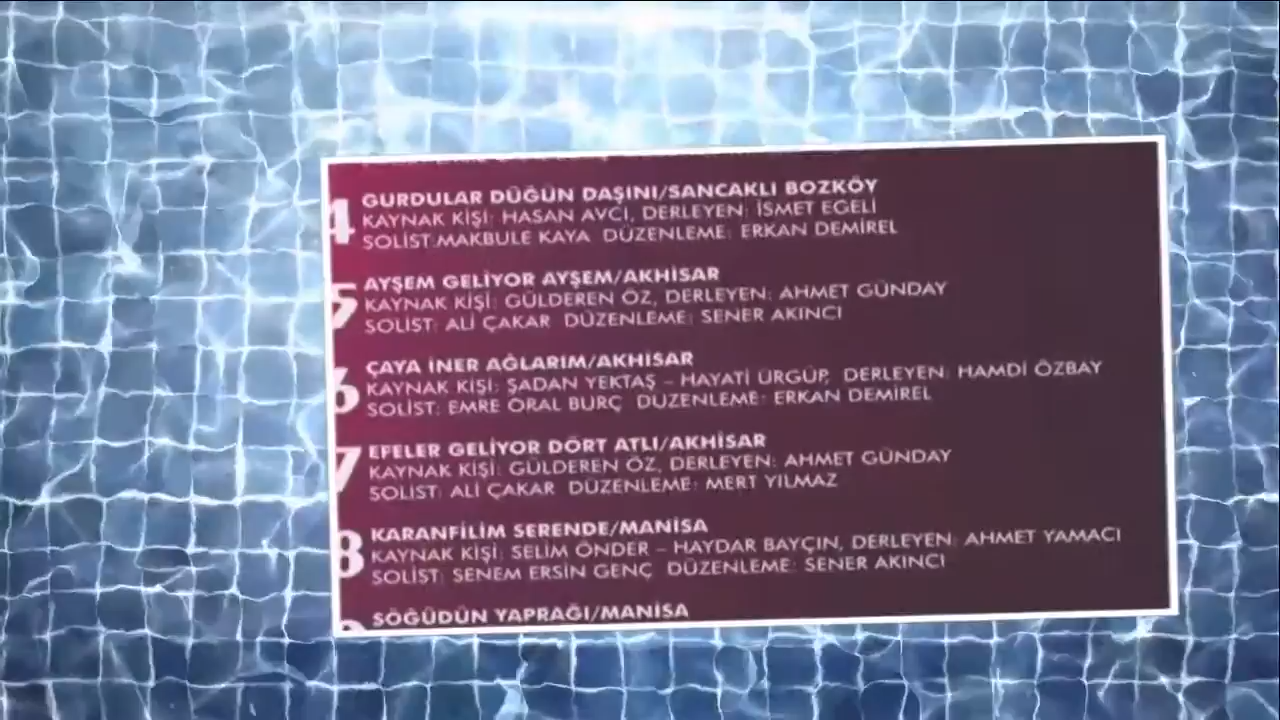 4 GURDULAR DÜĞÜN DAŞINI/SANCAKLI BOZKÖY
KAYNAK KİŞİ: HASAN AVCI, DERLEYEN: İSMET EGELİ
SOLİST:MAKBULE KAYA DÜZENLEME: ERKAN DEMİREL
5 AYŞEM GELİYOR AYŞEM/AKHİSAR
KAYNAK KİŞİ: GÜLDEREN ÖZ, DERLEYEN: AHMET GÜNDAY
SOLİST: ALİ ÇAKAR DÜZENLEME: SENER AKINCI
6 ÇAYA İNER AĞLARIM/AKHİSAR
KAYNAK KİŞİ: ŞADAN YEKTAŞ – HAYATİ ÜRGÜP, DERLEYEN: HAMDİ ÖZBAY
SOLİST: EMRE ORAL BURÇ DÜZENLEME: ERKAN DEMİREL
7 EFELER GELİYOR DÖRT ATLI/AKHİSAR
KAYNAK KİŞİ: GÜLDEREN ÖZ, DERLEYEN: AHMET GÜNDAY
SOLİST: ALİ ÇAKAR DÜZENLEME: MERT YILMAZ
8 KARANFİLİM SERENDE/MANİSA
KAYNAK KİŞİ: SELİM ÖNDER – HAYDAR BAYÇIN, DERLEYEN: AHMET YAMACI
SOLİST: SENEM ERSİN GENÇ DÜZENLEME: SENER AKINCI
SÖĞÜDÜN YAPRAĞI/MANİSA